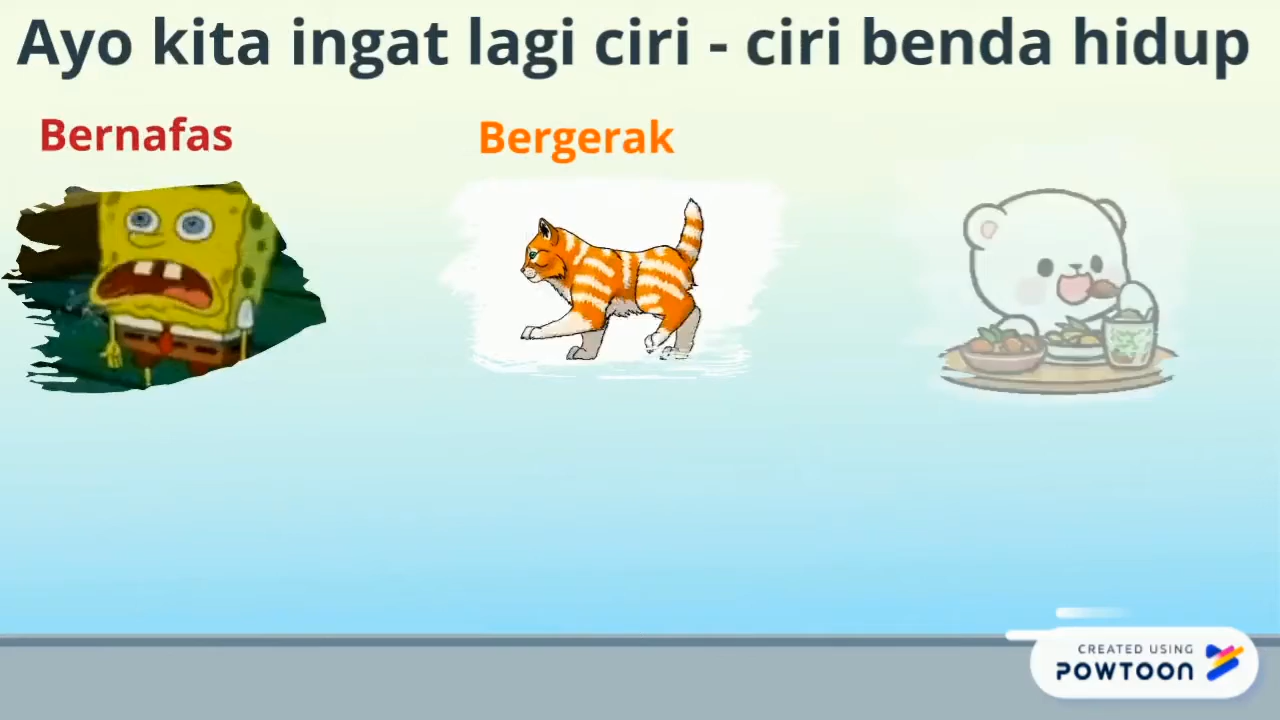 Ayo kita ingat lagi ciri - ciri benda hidup
Bernafas
Bergerak
CREATED USING
POWTOON